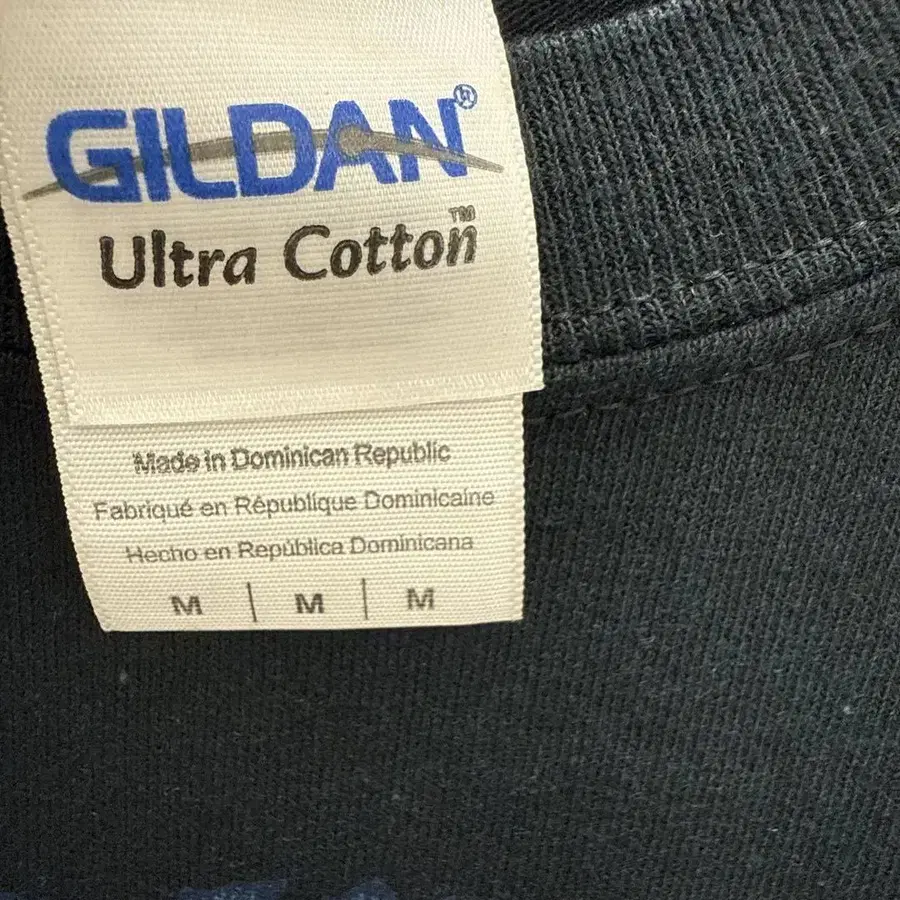 GILDAN®
Ultra Cotton™
Made in Dominican Republic
Fabriqué en République Dominicaine
Hecho en República Dominicana
M | M | M